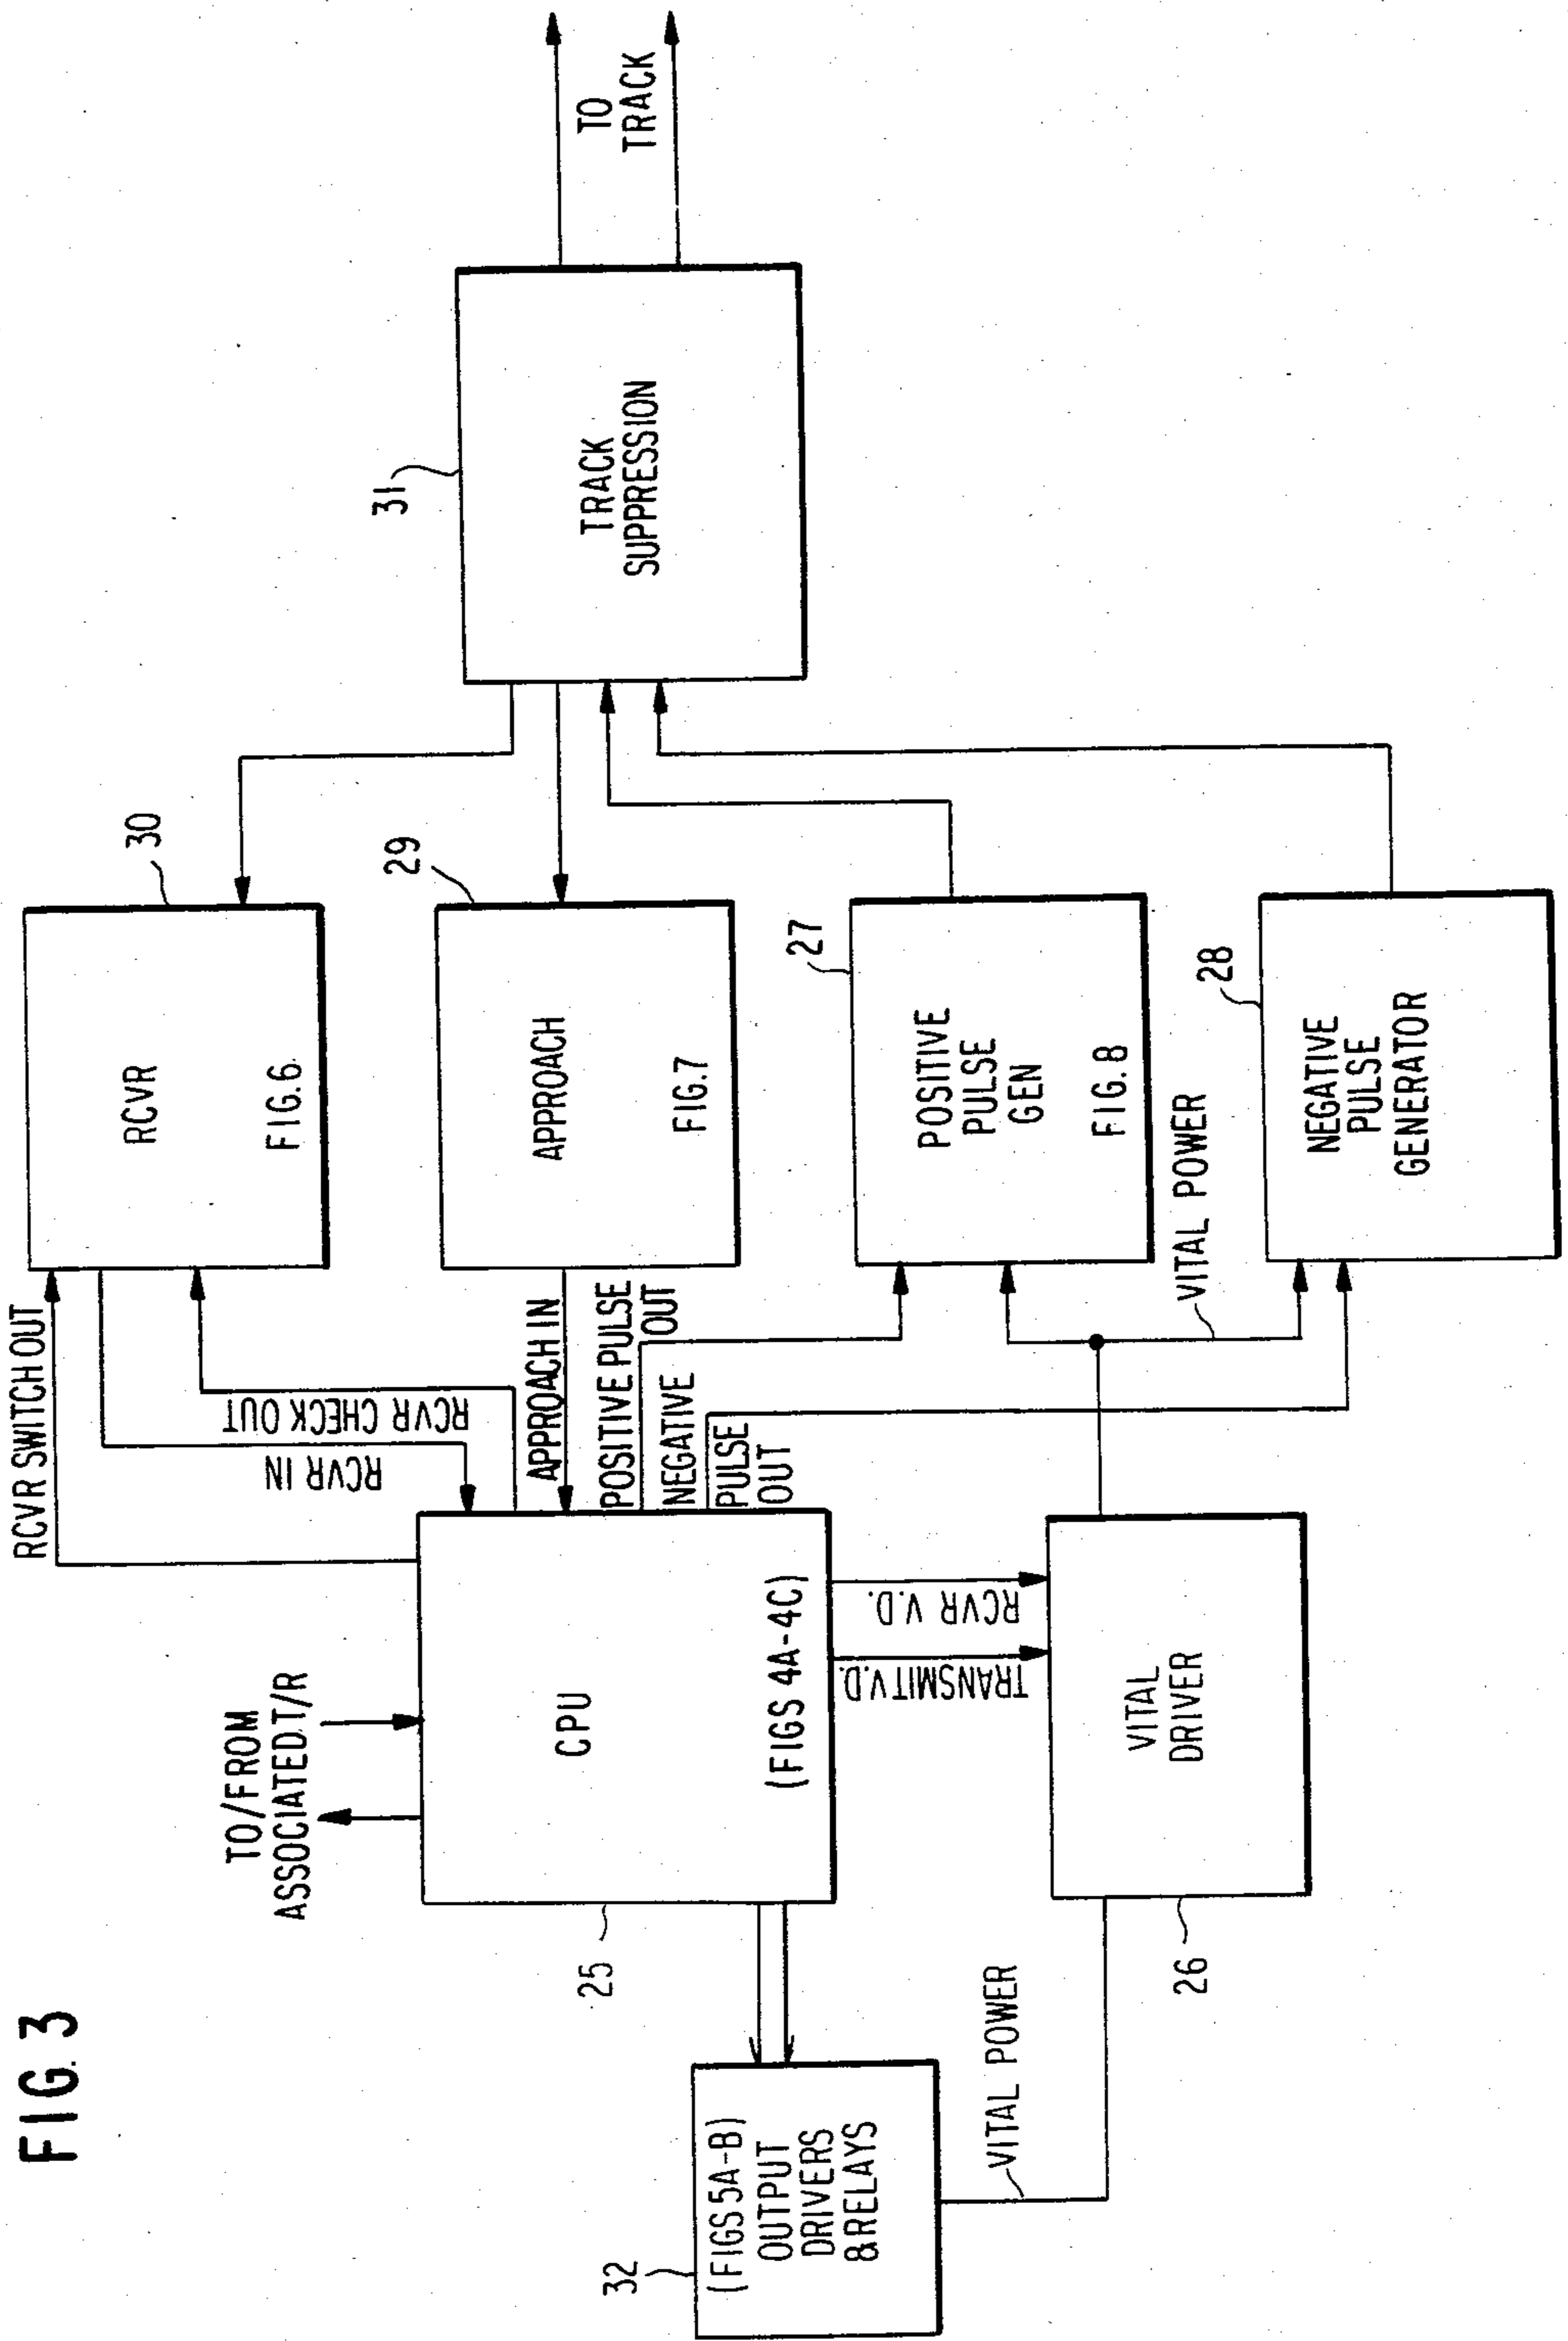 FIG. 3
RCVR SWITCH OUT
RCVR IN
RCVR CHECK OUT
RCVR
FIG. 6
30
TO/FROM
ASSOCIATED T/R
APPROACH IN
APPROACH
FIG. 7
29
31
TRACK
SUPPRESSION
TO
TRACK
CPU
(FIGS 4A-4C)
25
POSITIVE PULSE
OUT
NEGATIVE
PULSE
OUT
POSITIVE
PULSE
GEN
FIG. 8
27
32
(FIGS 5A-B)
OUTPUT
DRIVERS
& RELAYS
TRANSMIT V.D.
RCVR V.D.
VITAL
DRIVER
26
VITAL POWER
VITAL POWER
NEGATIVE
PULSE
GENERATOR
28